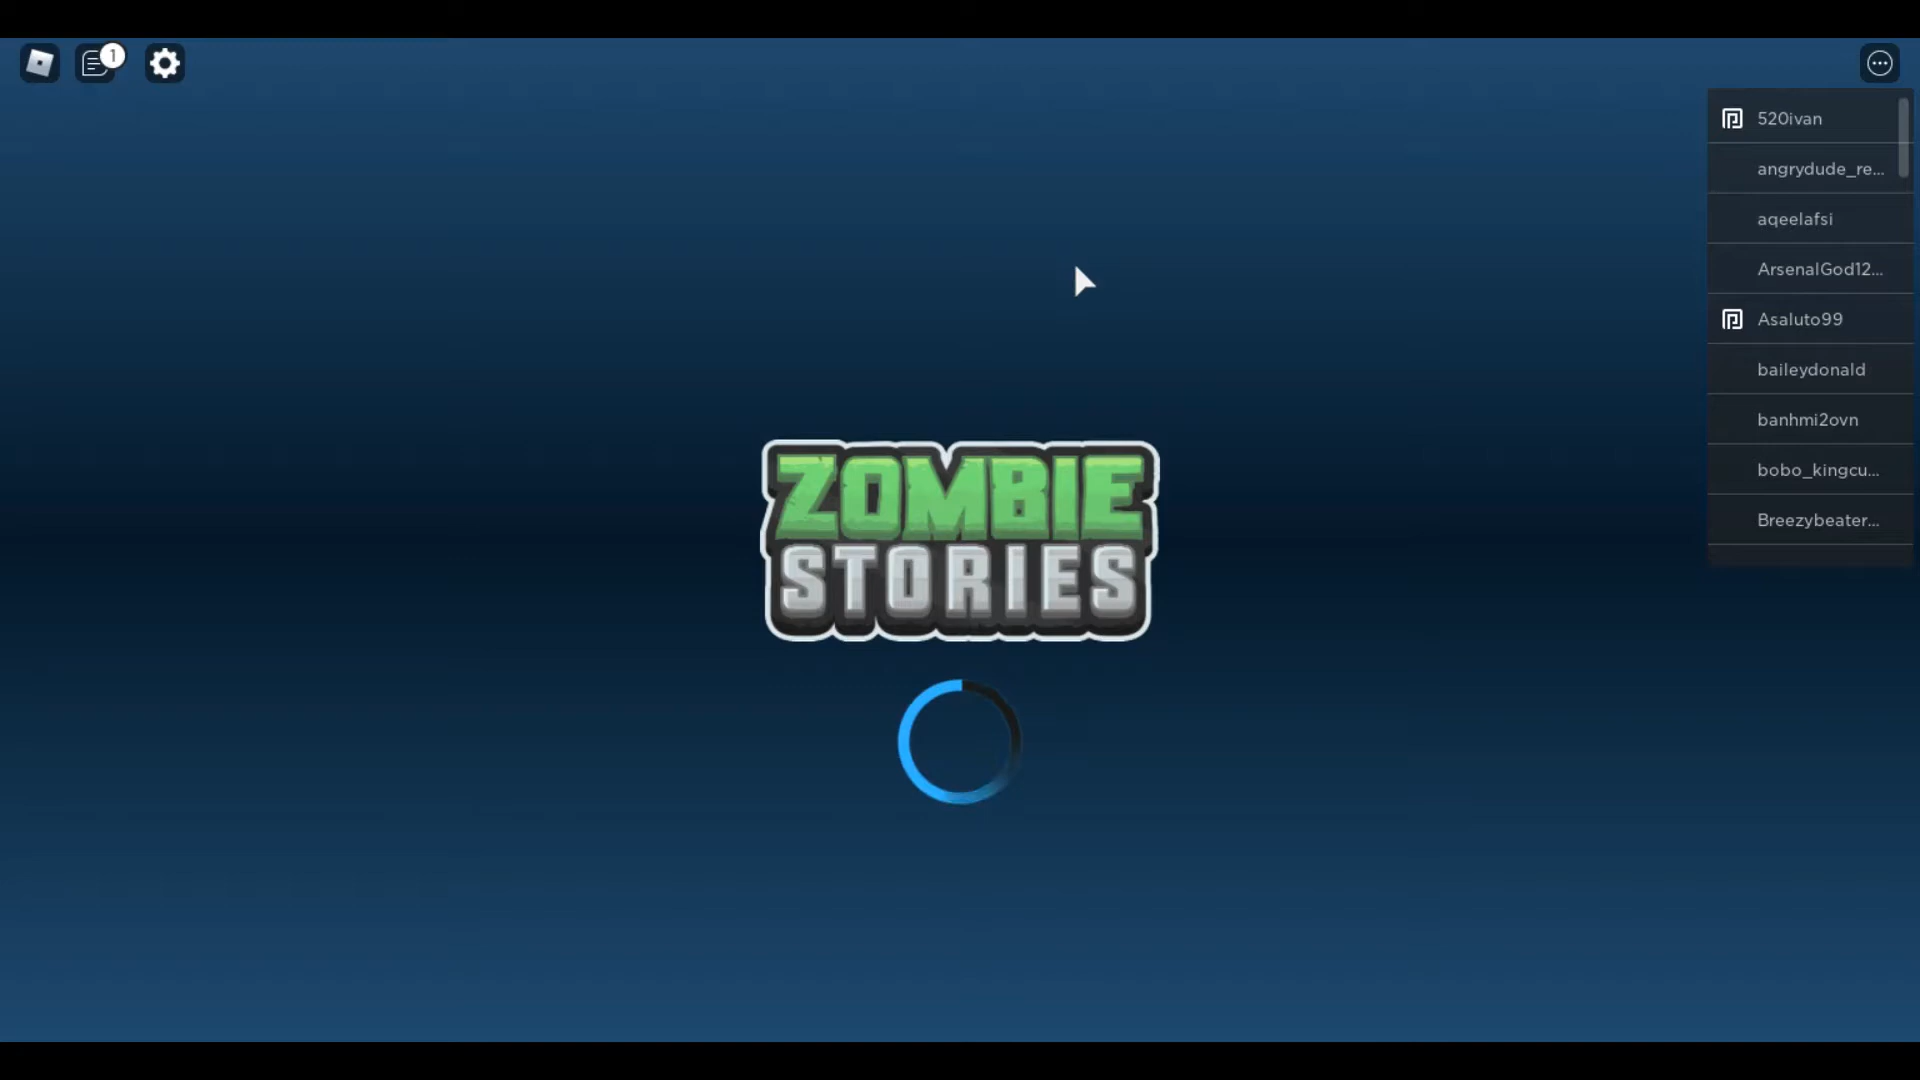 1
520ivan
angrydude_re...
aqeelafsi
ArsenalGod12...
Asaluto99
baileydonald
banhmi2ovn
bobo_kingcu...
Breezybeater...
ZOMBIE
STORIES